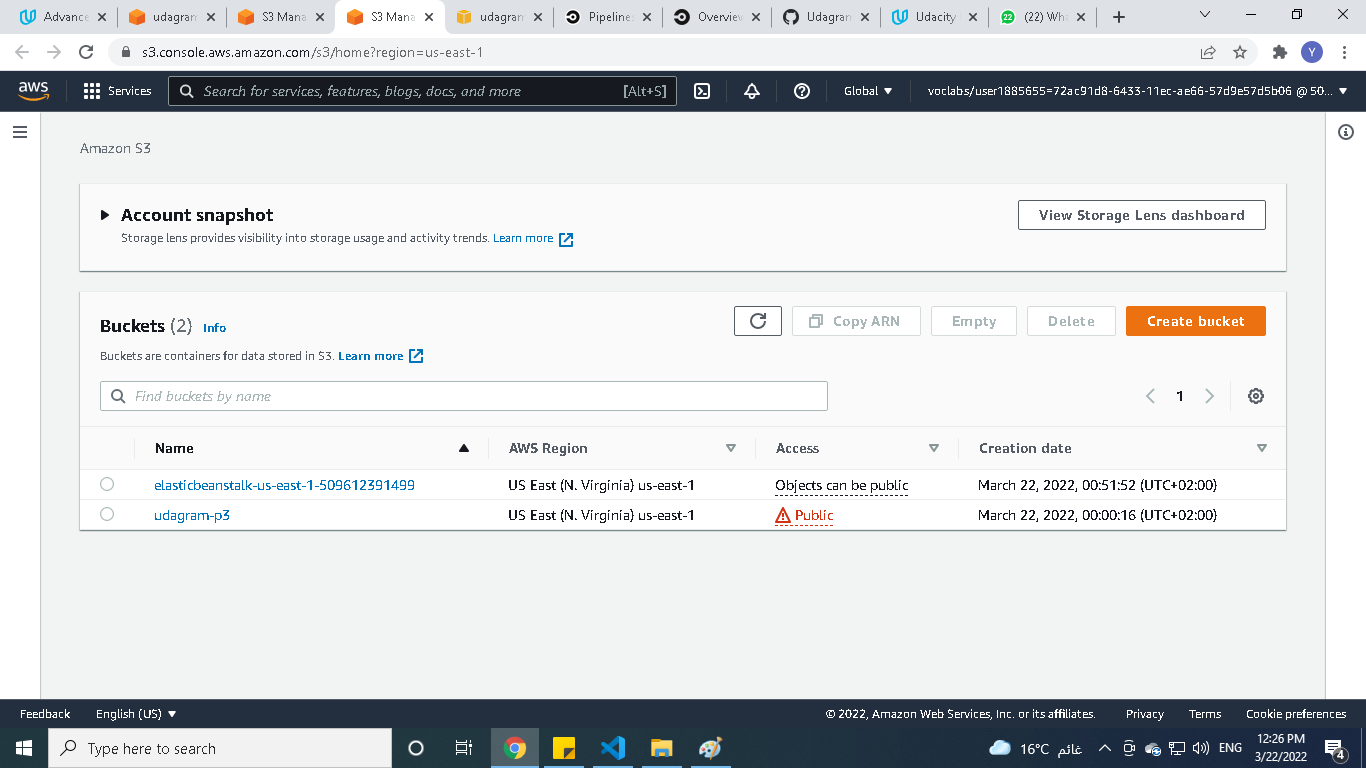 Advance
udagram
S3 Mana
S3 Mana
udagram
Pipeline
Overview
Udagram
Udacity
(22) Wha
s3.console.aws.amazon.com/s3/home?region=us-east-1
Y
aws
Services
Search for services, features, blogs, docs, and more
[Alt+S]
Global
voclabs/user1885655=72ac91d8-6433-11ec-ae66-57d9e57d5b06 @ 50...
Amazon S3
Account snapshot
View Storage Lens dashboard
Storage lens provides visibility into storage usage and activity trends. Learn more
Buckets (2) Info
Copy ARN
Empty
Delete
Create bucket
Buckets are containers for data stored in S3. Learn more
Find buckets by name
1
Name AWS Region Access Creation date
elasticbeanstalk-us-east-1-509612391499 US East (N. Virginia) us-east-1 Objects can be public March 22, 2022, 00:51:52 (UTC+02:00)
udagram-p3 US East (N. Virginia) us-east-1 Public March 22, 2022, 00:00:16 (UTC+02:00)
Feedback English (US) © 2022, Amazon Web Services, Inc. or its affiliates. Privacy Terms Cookie preferences
Type here to search
16°C غائم
ENG
12:26 PM
3/22/2022
4